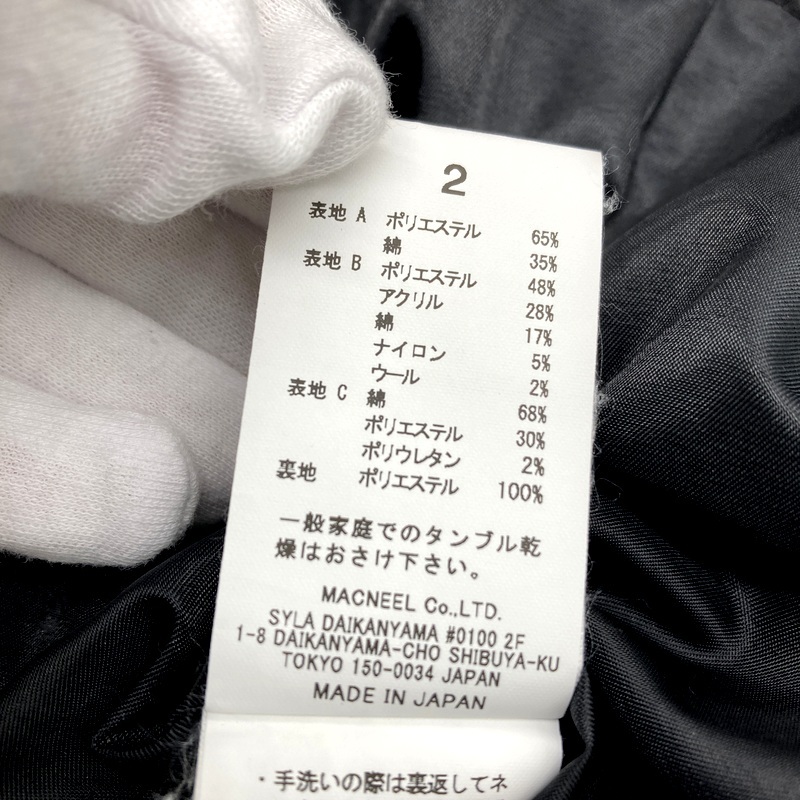 2
表地 A ポリエステル 65%
綿 35%
表地 B ポリエステル 48%
アクリル 28%
綿 17%
ナイロン 5%
ウール 2%
表地 C 綿 68%
ポリエステル 30%
ポリウレタン 2%
裏地 ポリエステル 100%
一般家庭でのタンブル乾
燥はおさけ下さい。
MACNEEL Co.,LTD.
SYLA DAIKANYAMA #0100 2F
1-8 DAIKANYAMA-CHO SHIBUYA-KU
TOKYO 150-0034 JAPAN
MADE IN JAPAN
・手洗いの際は裏返してネ